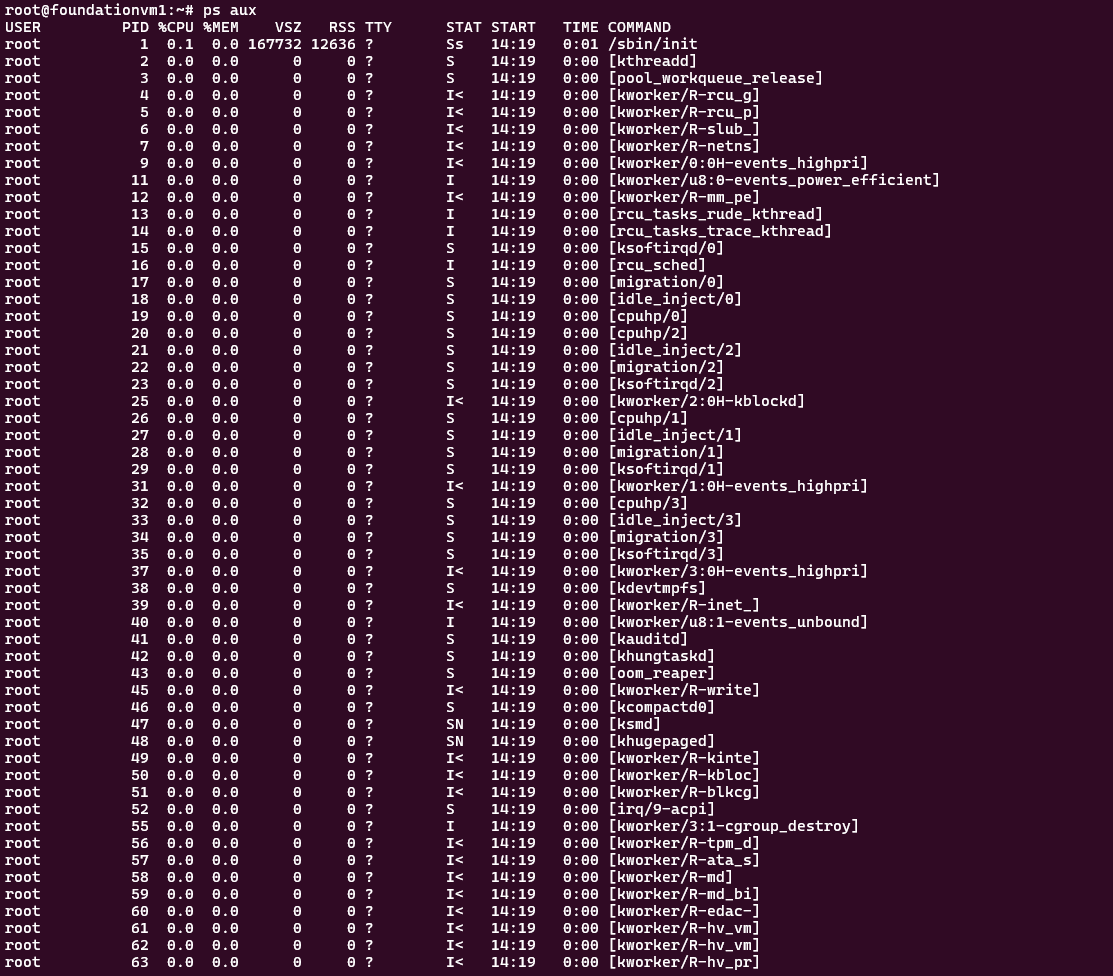 root@foundationvm1:~# ps aux
USER         PID %CPU %MEM    VSZ   RSS TTY      STAT START   TIME COMMAND
root           1  0.1  0.0 167732 12636 ?        Ss   14:19   0:01 /sbin/init
root           2  0.0  0.0      0     0 ?        S    14:19   0:00 [kthreadd]
root           3  0.0  0.0      0     0 ?        S    14:19   0:00 [pool_workqueue_release]
root           4  0.0  0.0      0     0 ?        I<   14:19   0:00 [kworker/R-rcu_g]
root           5  0.0  0.0      0     0 ?        I<   14:19   0:00 [kworker/R-rcu_p]
root           6  0.0  0.0      0     0 ?        I<   14:19   0:00 [kworker/R-slub_]
root           7  0.0  0.0      0     0 ?        I<   14:19   0:00 [kworker/R-netns]
root           9  0.0  0.0      0     0 ?        I<   14:19   0:00 [kworker/0:0H-events_highpri]
root          11  0.0  0.0      0     0 ?        I    14:19   0:00 [kworker/u8:0-events_power_efficient]
root          12  0.0  0.0      0     0 ?        I<   14:19   0:00 [kworker/R-mm_pe]
root          13  0.0  0.0      0     0 ?        I    14:19   0:00 [rcu_tasks_rude_kthread]
root          14  0.0  0.0      0     0 ?        I    14:19   0:00 [rcu_tasks_trace_kthread]
root          15  0.0  0.0      0     0 ?        S    14:19   0:00 [ksoftirqd/0]
root          16  0.0  0.0      0     0 ?        I    14:19   0:00 [rcu_sched]
root          17  0.0  0.0      0     0 ?        S    14:19   0:00 [migration/0]
root          18  0.0  0.0      0     0 ?        S    14:19   0:00 [idle_inject/0]
root          19  0.0  0.0      0     0 ?        S    14:19   0:00 [cpuhp/0]
root          20  0.0  0.0      0     0 ?        S    14:19   0:00 [cpuhp/2]
root          21  0.0  0.0      0     0 ?        S    14:19   0:00 [idle_inject/2]
root          22  0.0  0.0      0     0 ?        S    14:19   0:00 [migration/2]
root          23  0.0  0.0      0     0 ?        S    14:19   0:00 [ksoftirqd/2]
root          25  0.0  0.0      0     0 ?        I<   14:19   0:00 [kworker/2:0H-kblockd]
root          26  0.0  0.0      0     0 ?        S    14:19   0:00 [cpuhp/1]
root          27  0.0  0.0      0     0 ?        S    14:19   0:00 [idle_inject/1]
root          28  0.0  0.0      0     0 ?        S    14:19   0:00 [migration/1]
root          29  0.0  0.0      0     0 ?        S    14:19   0:00 [ksoftirqd/1]
root          31  0.0  0.0      0     0 ?        I<   14:19   0:00 [kworker/1:0H-events_highpri]
root          32  0.0  0.0      0     0 ?        S    14:19   0:00 [cpuhp/3]
root          33  0.0  0.0      0     0 ?        S    14:19   0:00 [idle_inject/3]
root          34  0.0  0.0      0     0 ?        S    14:19   0:00 [migration/3]
root          35  0.0  0.0      0     0 ?        S    14:19   0:00 [ksoftirqd/3]
root          37  0.0  0.0      0     0 ?        I<   14:19   0:00 [kworker/3:0H-events_highpri]
root          38  0.0  0.0      0     0 ?        S    14:19   0:00 [kdevtmpfs]
root          39  0.0  0.0      0     0 ?        I<   14:19   0:00 [kworker/R-inet_]
root          40  0.0  0.0      0     0 ?        I    14:19   0:00 [kworker/u8:1-events_unbound]
root          41  0.0  0.0      0     0 ?        S    14:19   0:00 [kauditd]
root          42  0.0  0.0      0     0 ?        S    14:19   0:00 [khungtaskd]
root          43  0.0  0.0      0     0 ?        S    14:19   0:00 [oom_reaper]
root          45  0.0  0.0      0     0 ?        I<   14:19   0:00 [kworker/R-write]
root          46  0.0  0.0      0     0 ?        S    14:19   0:00 [kcompactd0]
root          47  0.0  0.0      0     0 ?        SN   14:19   0:00 [ksmd]
root          48  0.0  0.0      0     0 ?        SN   14:19   0:00 [khugepaged]
root          49  0.0  0.0      0     0 ?        I<   14:19   0:00 [kworker/R-kinte]
root          50  0.0  0.0      0     0 ?        I<   14:19   0:00 [kworker/R-kbloc]
root          51  0.0  0.0      0     0 ?        I<   14:19   0:00 [kworker/R-blkcg]
root          52  0.0  0.0      0     0 ?        S    14:19   0:00 [irq/9-acpi]
root          55  0.0  0.0      0     0 ?        I    14:19   0:00 [kworker/3:1-cgroup_destroy]
root          56  0.0  0.0      0     0 ?        I<   14:19   0:00 [kworker/R-tpm_d]
root          57  0.0  0.0      0     0 ?        I<   14:19   0:00 [kworker/R-ata_s]
root          58  0.0  0.0      0     0 ?        I<   14:19   0:00 [kworker/R-md]
root          59  0.0  0.0      0     0 ?        I<   14:19   0:00 [kworker/R-md_bi]
root          60  0.0  0.0      0     0 ?        I<   14:19   0:00 [kworker/R-edac-]
root          61  0.0  0.0      0     0 ?        I<   14:19   0:00 [kworker/R-hv_vm]
root          62  0.0  0.0      0     0 ?        I<   14:19   0:00 [kworker/R-hv_vm]
root          63  0.0  0.0      0     0 ?        I<   14:19   0:00 [kworker/R-hv_pr]